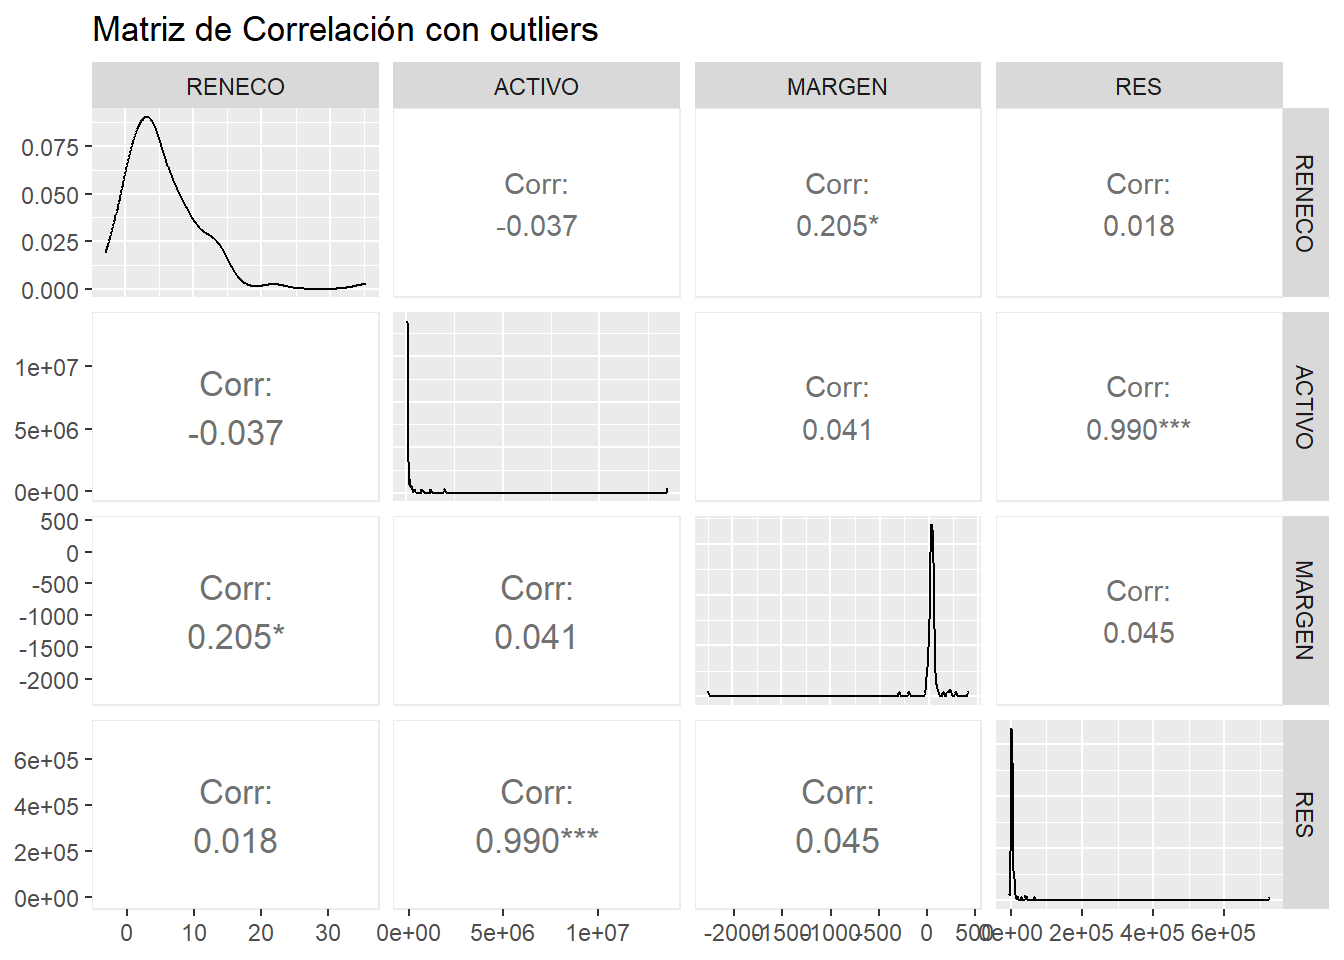 Matriz de Correlación con outliers
RENECO ACTIVO MARGEN RES
0.075
0.050
0.025
0.000
Corr:
-0.037
Corr:
0.205*
Corr:
0.018
RENECO
1e+07
5e+06
0e+00
Corr:
-0.037
Corr:
0.041
Corr:
0.990***
ACTIVO
500
0
-500
-1000
-1500
-2000
Corr:
0.205*
Corr:
0.041
Corr:
0.045
MARGEN
6e+05
4e+05
2e+05
0e+00
Corr:
0.018
Corr:
0.990***
Corr:
0.045
RES
0 10 20 30 0e+00 5e+06 1e+07 -2000 -1500 -1000 -500 0 500 0e+00 2e+05 4e+05 6e+05